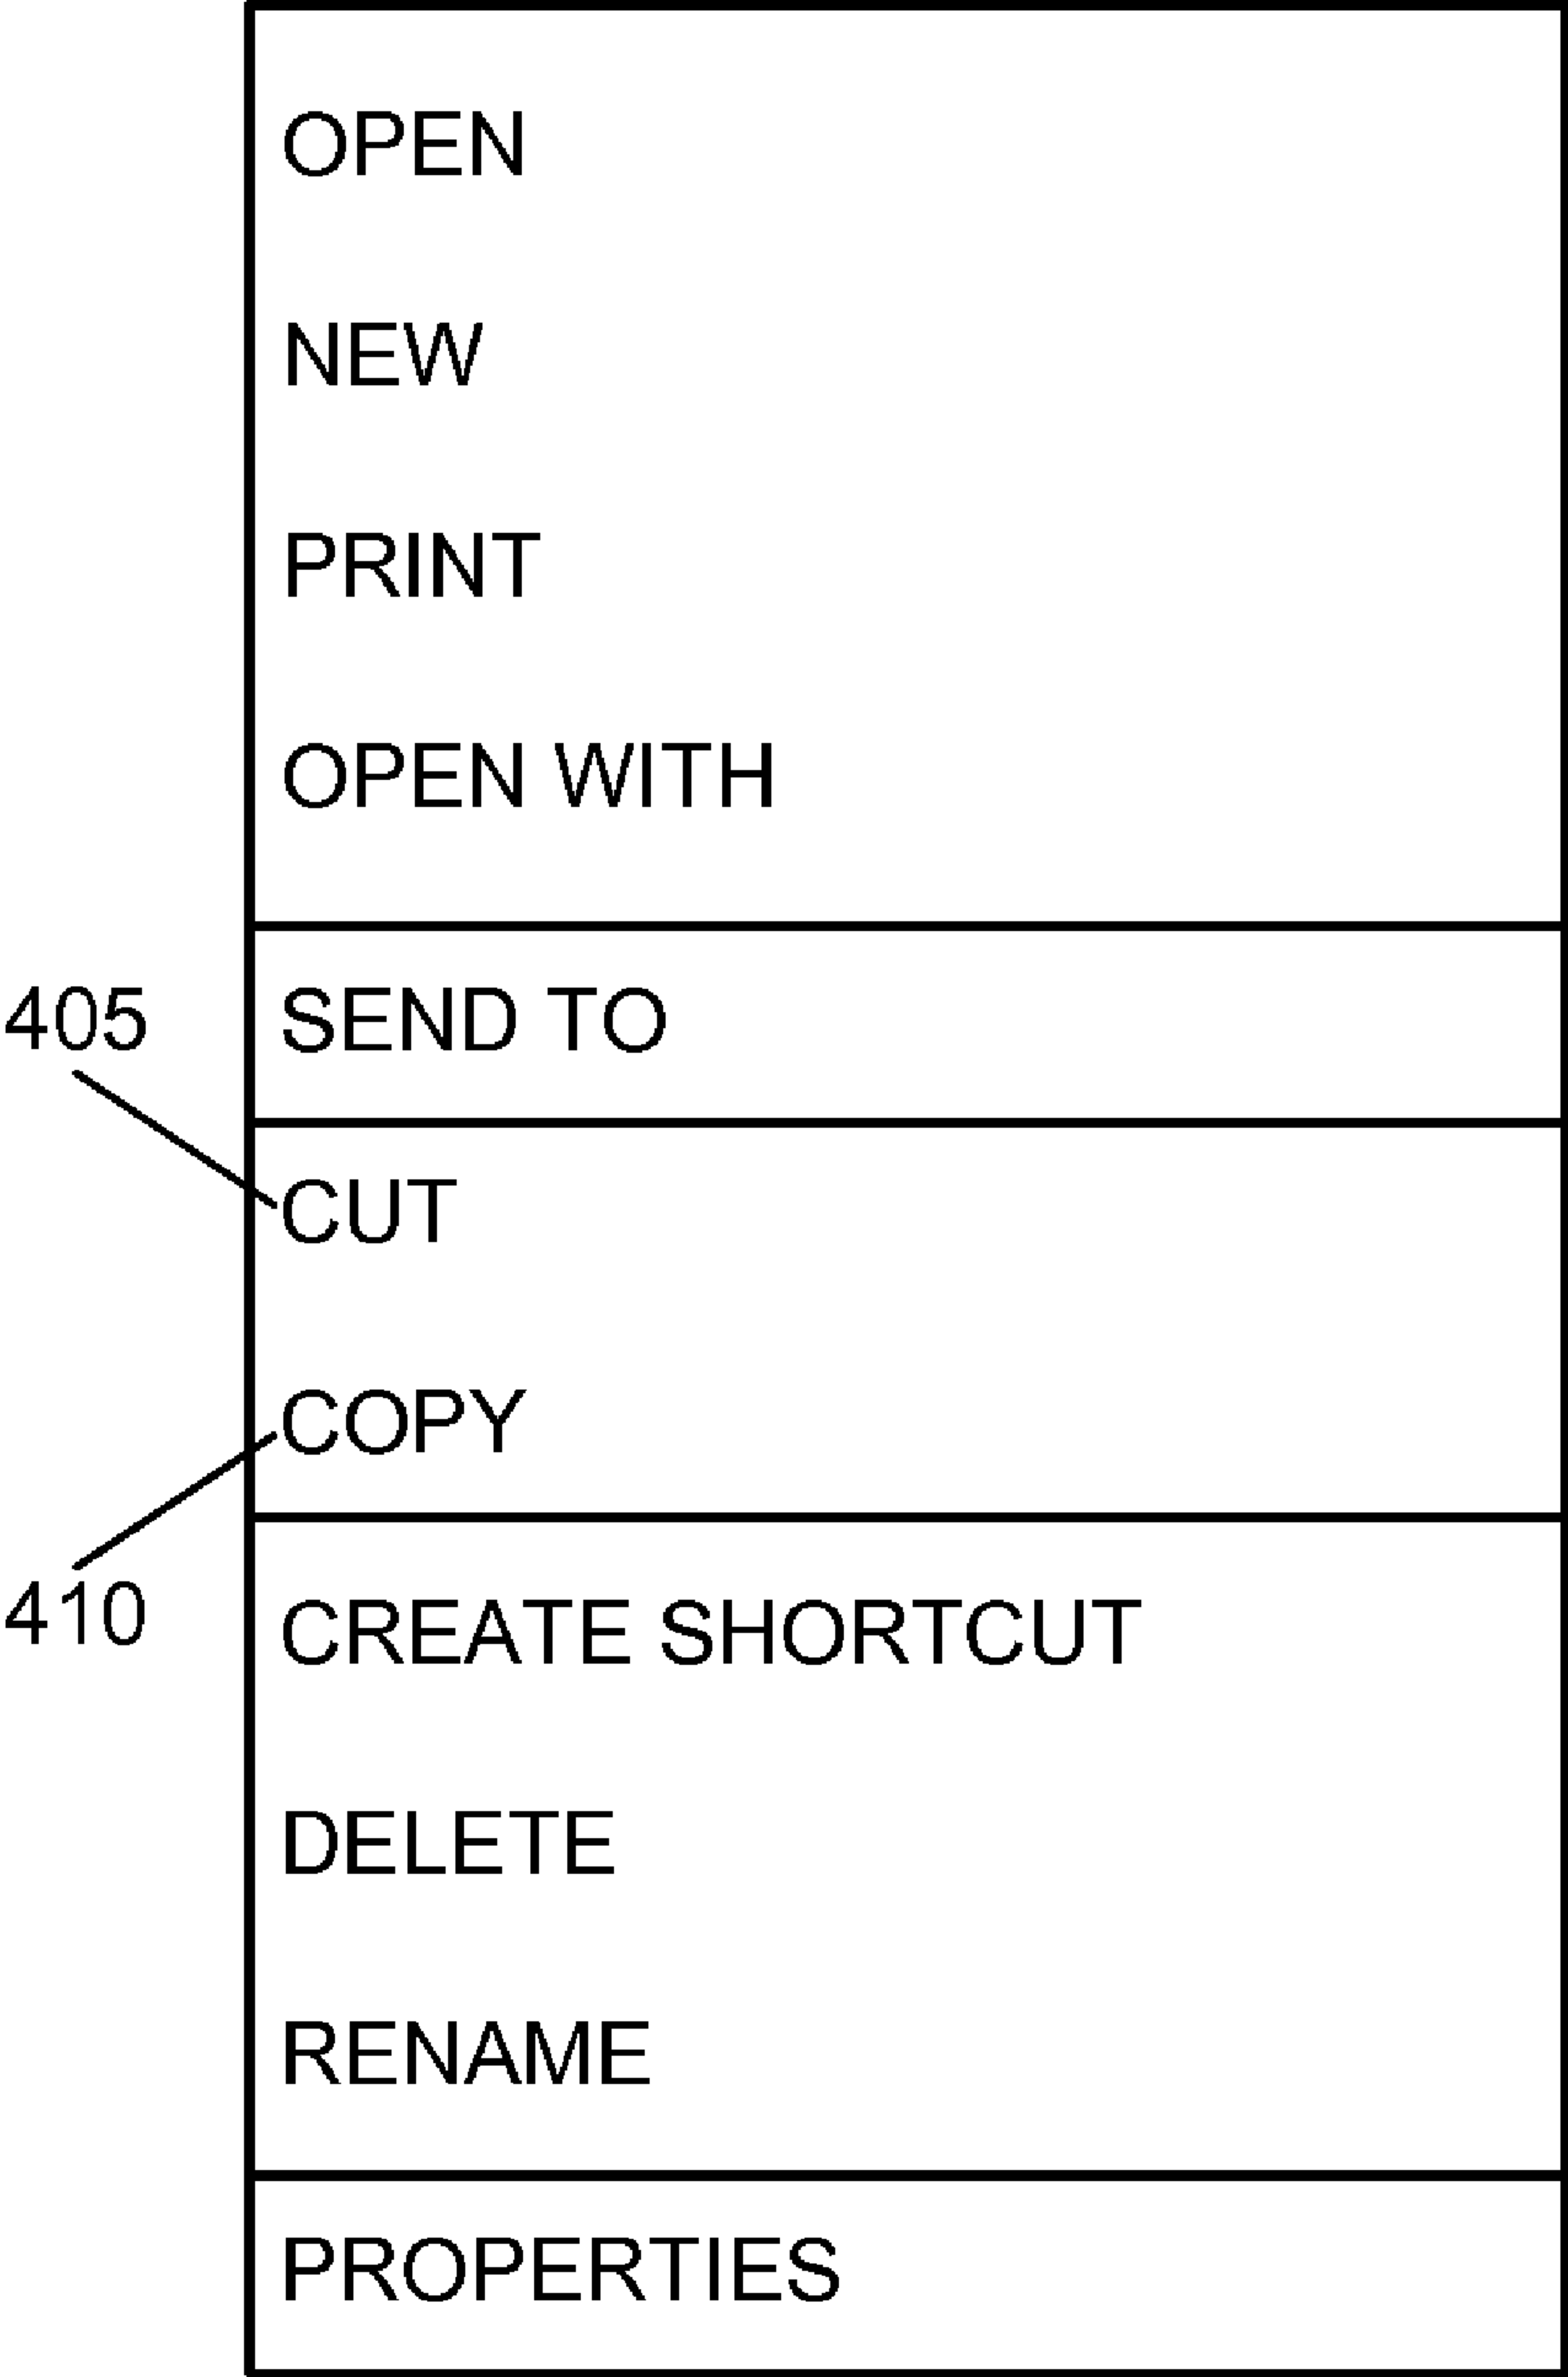 OPEN
NEW
PRINT
OPEN WITH
405
SEND TO
CUT
COPY
410
CREATE SHORTCUT
DELETE
RENAME
PROPERTIES